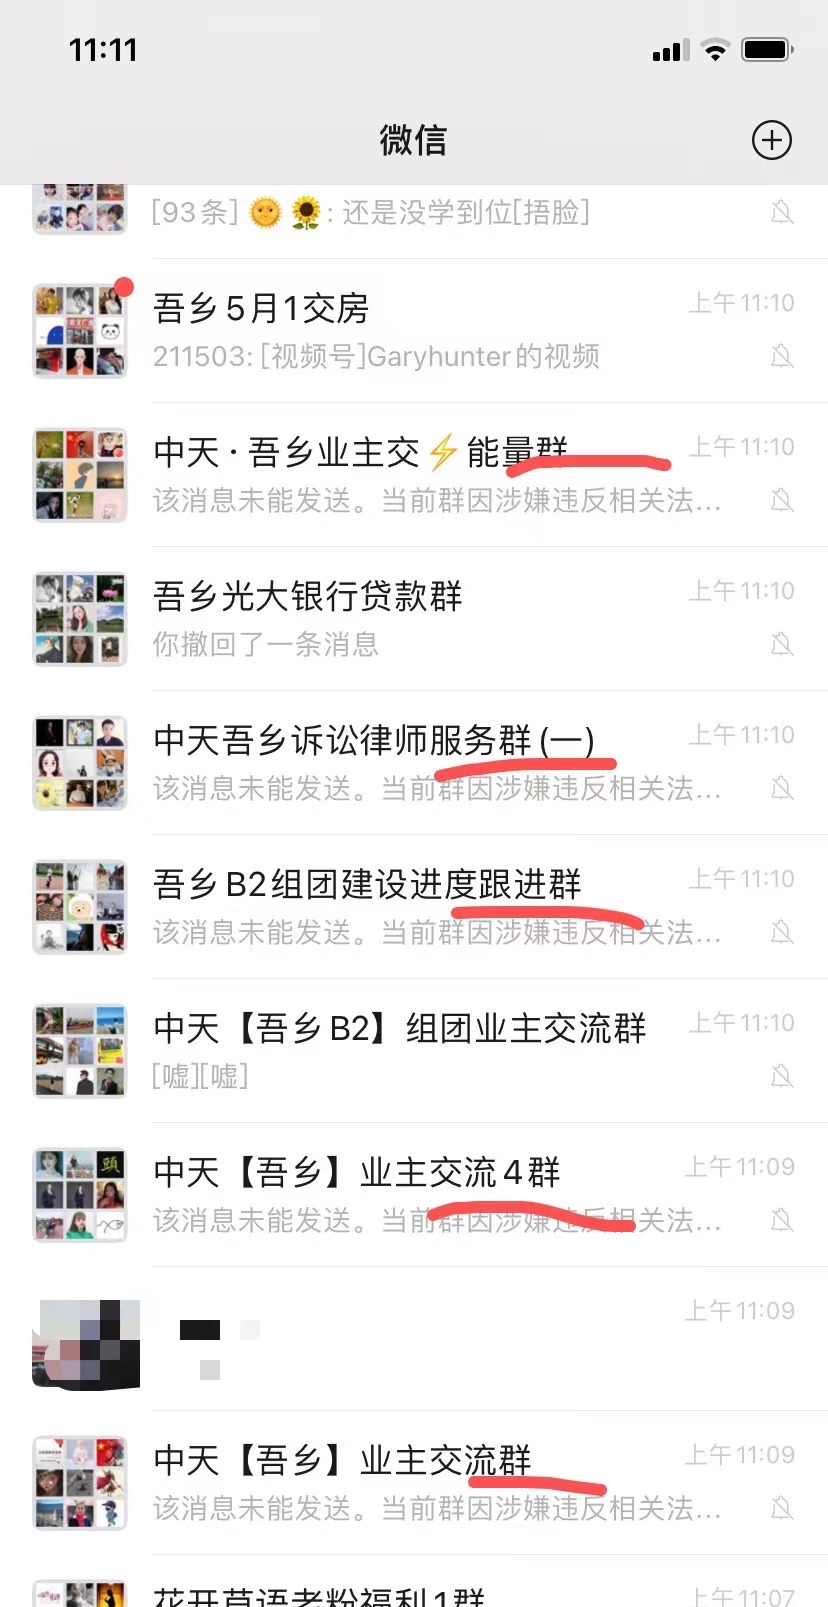 11:11
微信
[93条]🌞🌻: 还是没学到位[捂脸]
吾乡5月1交房
上午11:10
211503: [视频号]Garyhunter的视频
中天·吾乡业主交⚡能量群
上午11:10
该消息未能发送。当前群因涉嫌违反相关法...
吾乡光大银行贷款群
上午11:10
你撤回了一条消息
中天吾乡诉讼律师服务群(一)
上午11:10
该消息未能发送。当前群因涉嫌违反相关法...
吾乡B2组团建设进度跟进群
上午11:10
该消息未能发送。当前群因涉嫌违反相关法...
中天【吾乡B2】组团业主交流群
上午11:10
[嘘][嘘]
中天【吾乡】业主交流4群
上午11:09
该消息未能发送。当前群因涉嫌违反相关法...
上午11:09
中天【吾乡】业主交流群
上午11:09
该消息未能发送。当前群因涉嫌违反相关法...
花开草语老粉福利1群
上午11:07